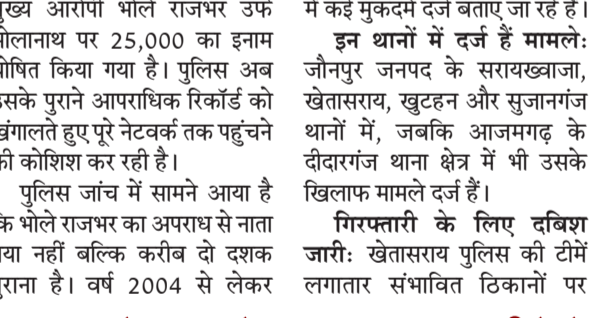 मुख्य आरोपी भोले राजभर उर्फ
भोलानाथ पर 25,000 का इनाम
घोषित किया गया है। पुलिस अब
उसके पुराने आपराधिक रिकॉर्ड को
खंगालते हुए पूरे नेटवर्क तक पहुंचने
की कोशिश कर रही है।
पुलिस जांच में सामने आया है
कि भोले राजभर का अपराध से नाता
नया नहीं बल्कि करीब दो दशक
पुराना है। वर्ष 2004 से लेकर
में कई मुकदमे दर्ज बताए जा रहे हैं।
इन थानों में दर्ज हैं मामले:
जौनपुर जनपद के सरायख्वाजा,
खेतासराय, खुटहन और सुजानगंज
थानों में, जबकि आजमगढ़ के
दीदारगंज थाना क्षेत्र में भी उसके
खिलाफ मामले दर्ज हैं।
गिरफ्तारी के लिए दबिश
जारी: खेतासराय पुलिस की टीमें
लगातार संभावित ठिकानों पर